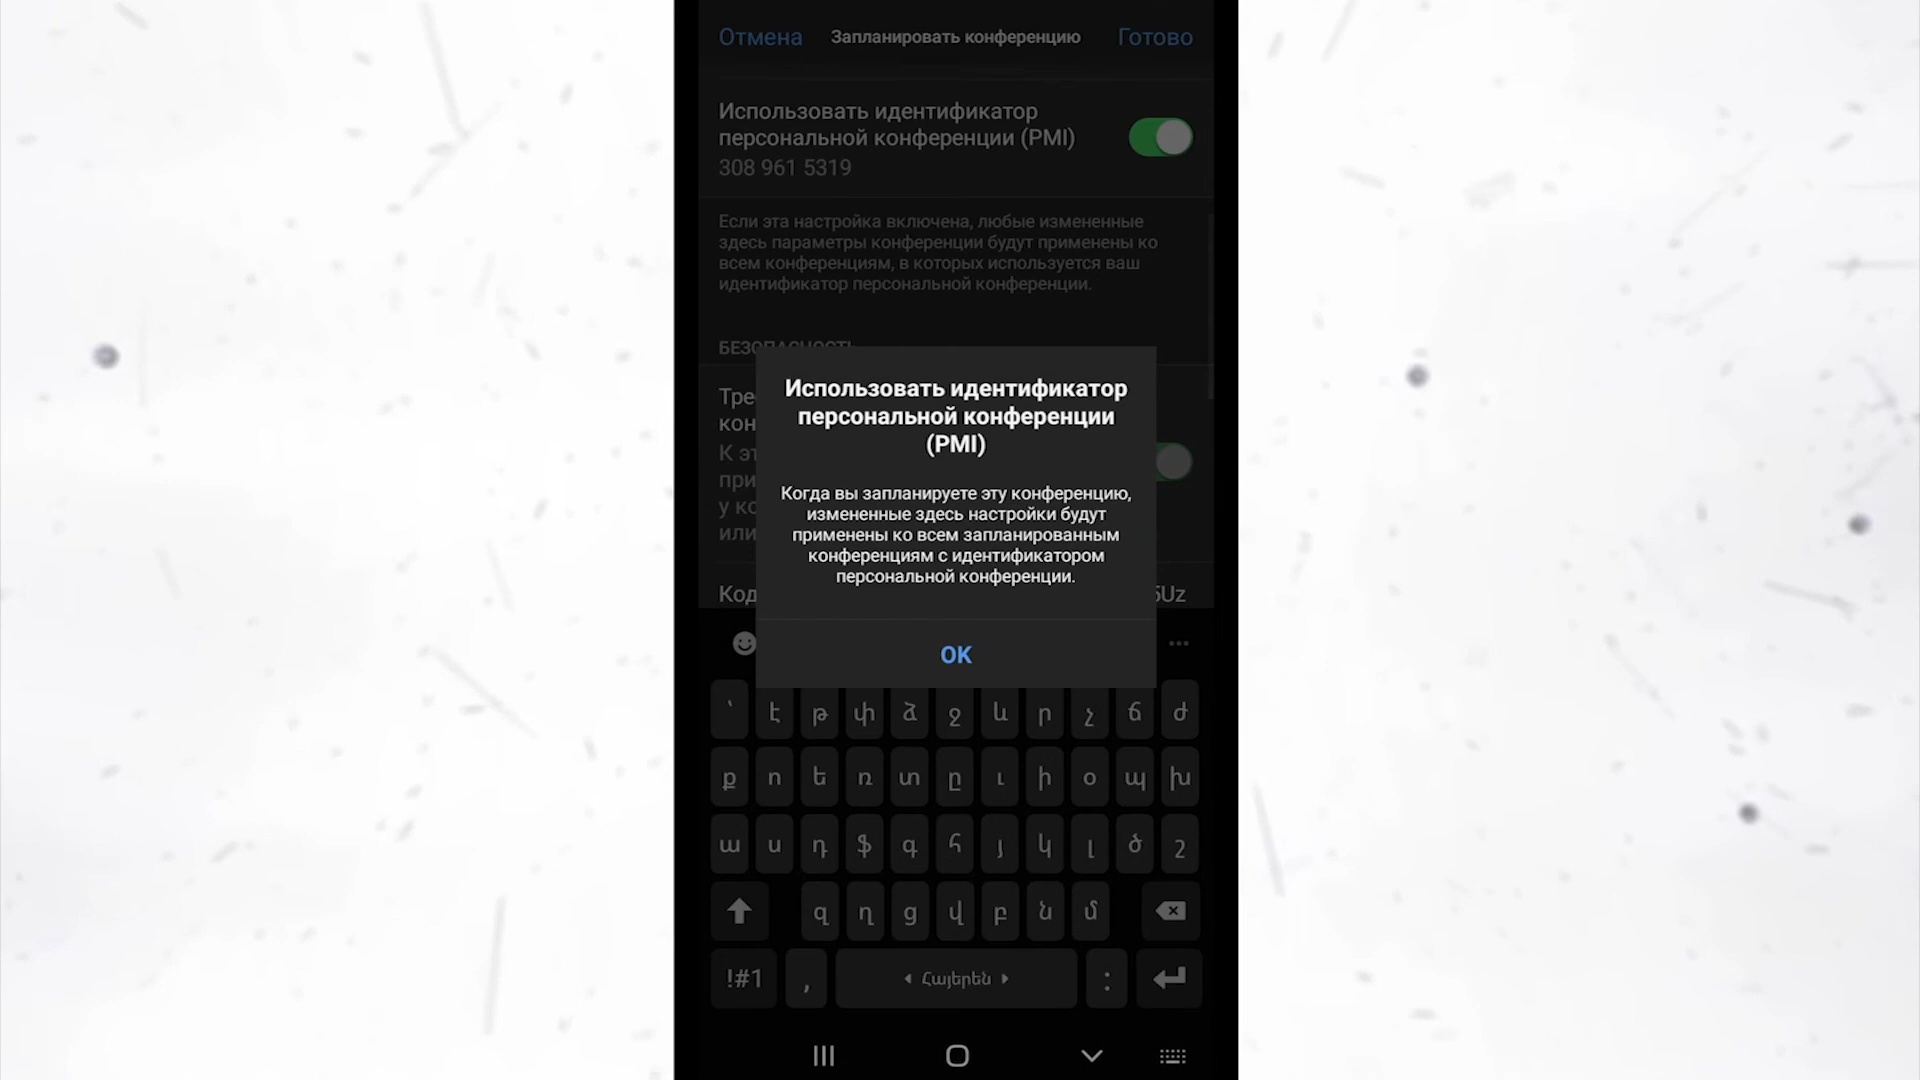 Отмена Запланировать конференцию Готово
Использовать идентификатор
персональной конференции (PMI)
308 961 5319
Если эта настройка включена, любые измененные
здесь параметры конференции будут применены ко
всем конференциям, в которых используется ваш
идентификатор персональной конференции.
БЕЗОПАСНОСТЬ
Тре
кон
К эт
при
у ко
или
Код 5Uz
Использовать идентификатор
персональной конференции
(PMI)
Когда вы запланируете эту конференцию,
измененные здесь настройки будут
применены ко всем запланированным
конференциям с идентификатором
персональной конференции.
OK
՝ է թ փ ձ ջ և ր չ ճ ժ
ք ո ե ռ տ ը ւ ի օ պ խ
ա ս դ ֆ գ հ յ կ լ ծ շ
զ ղ ց վ բ ն մ
!#1 , Հայերեն :